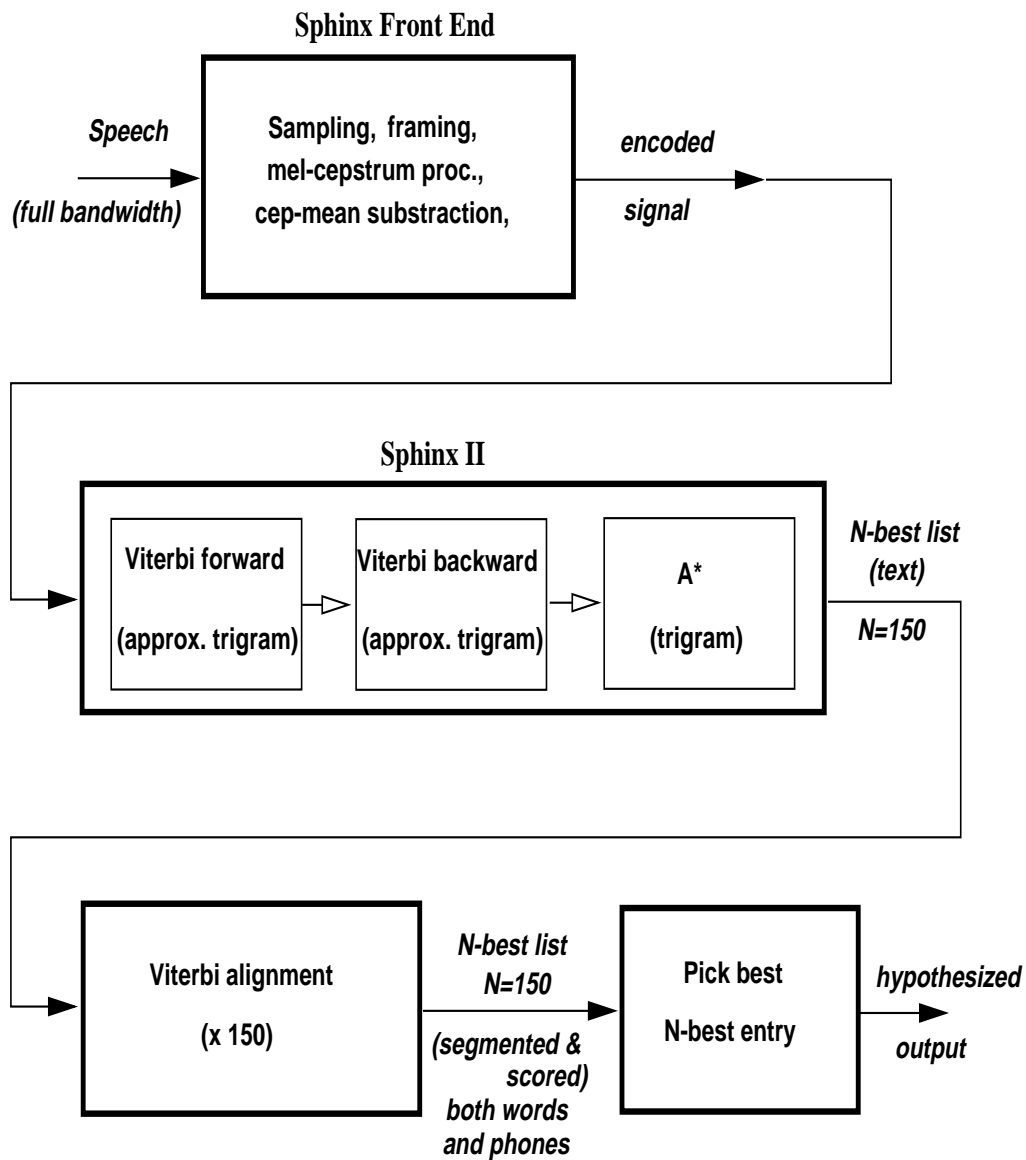 Sphinx Front End
Speech
(full bandwidth)
Sampling, framing,
mel-cepstrum proc.,
cep-mean substraction,
encoded
signal
Sphinx II
Viterbi forward
(approx. trigram)
Viterbi backward
(approx. trigram)
A*
(trigram)
N-best list
(text)
N=150
Viterbi alignment
(x 150)
N-best list
N=150
(segmented &
scored)
both words
and phones
Pick best
N-best entry
hypothesized
output